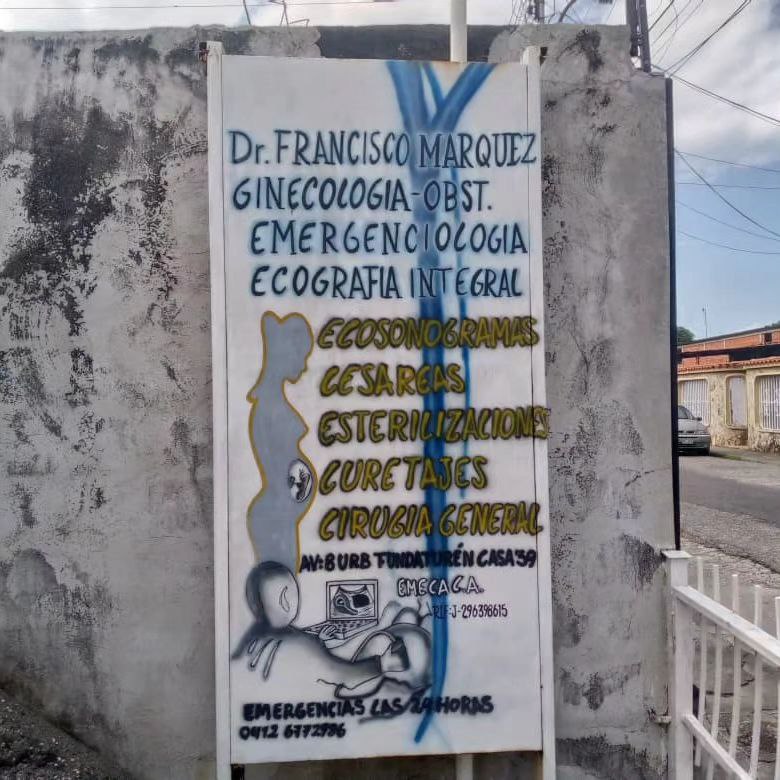 Dr. FRANCISCO MARQUEZ
GINECOLOGIA-OBST.
EMERGENCIOLOGIA
ECOGRAFIA INTEGRAL
ECOSONOGRAMAS
CESAREAS
ESTERILIZACIONES
CURETAJES
CIRUGIA GENERAL
AV:8 URB FUNDATURÉN CASA 39
EMECA C.A.
RIF:J-296398615
EMERGENCIAS LAS 24 HORAS
0412 6772986